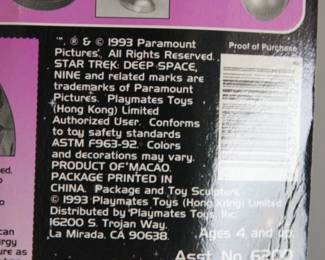 ™, ® & © 1993 Paramount
Pictures. All Rights Reserved.
STAR TREK: DEEP SPACE
NINE and related marks are
trademarks of Paramount
Pictures. Playmates Toys
(Hong Kong) Limited
Authorized User. Conforms
to toy safety standards
ASTM F963-92. Colors
and decorations may vary.
PRODUCT OF MACAO.
PACKAGE PRINTED IN
CHINA. Package and Toy Sculpture
© 1993 Playmates Toys (Hong Kong) Limited
Distributed by Playmates Toys, Inc.
16200 S. Trojan Way,
La Mirada, CA 90638.
Proof of Purchase
Ages 4 and up
Asst. No. 6200